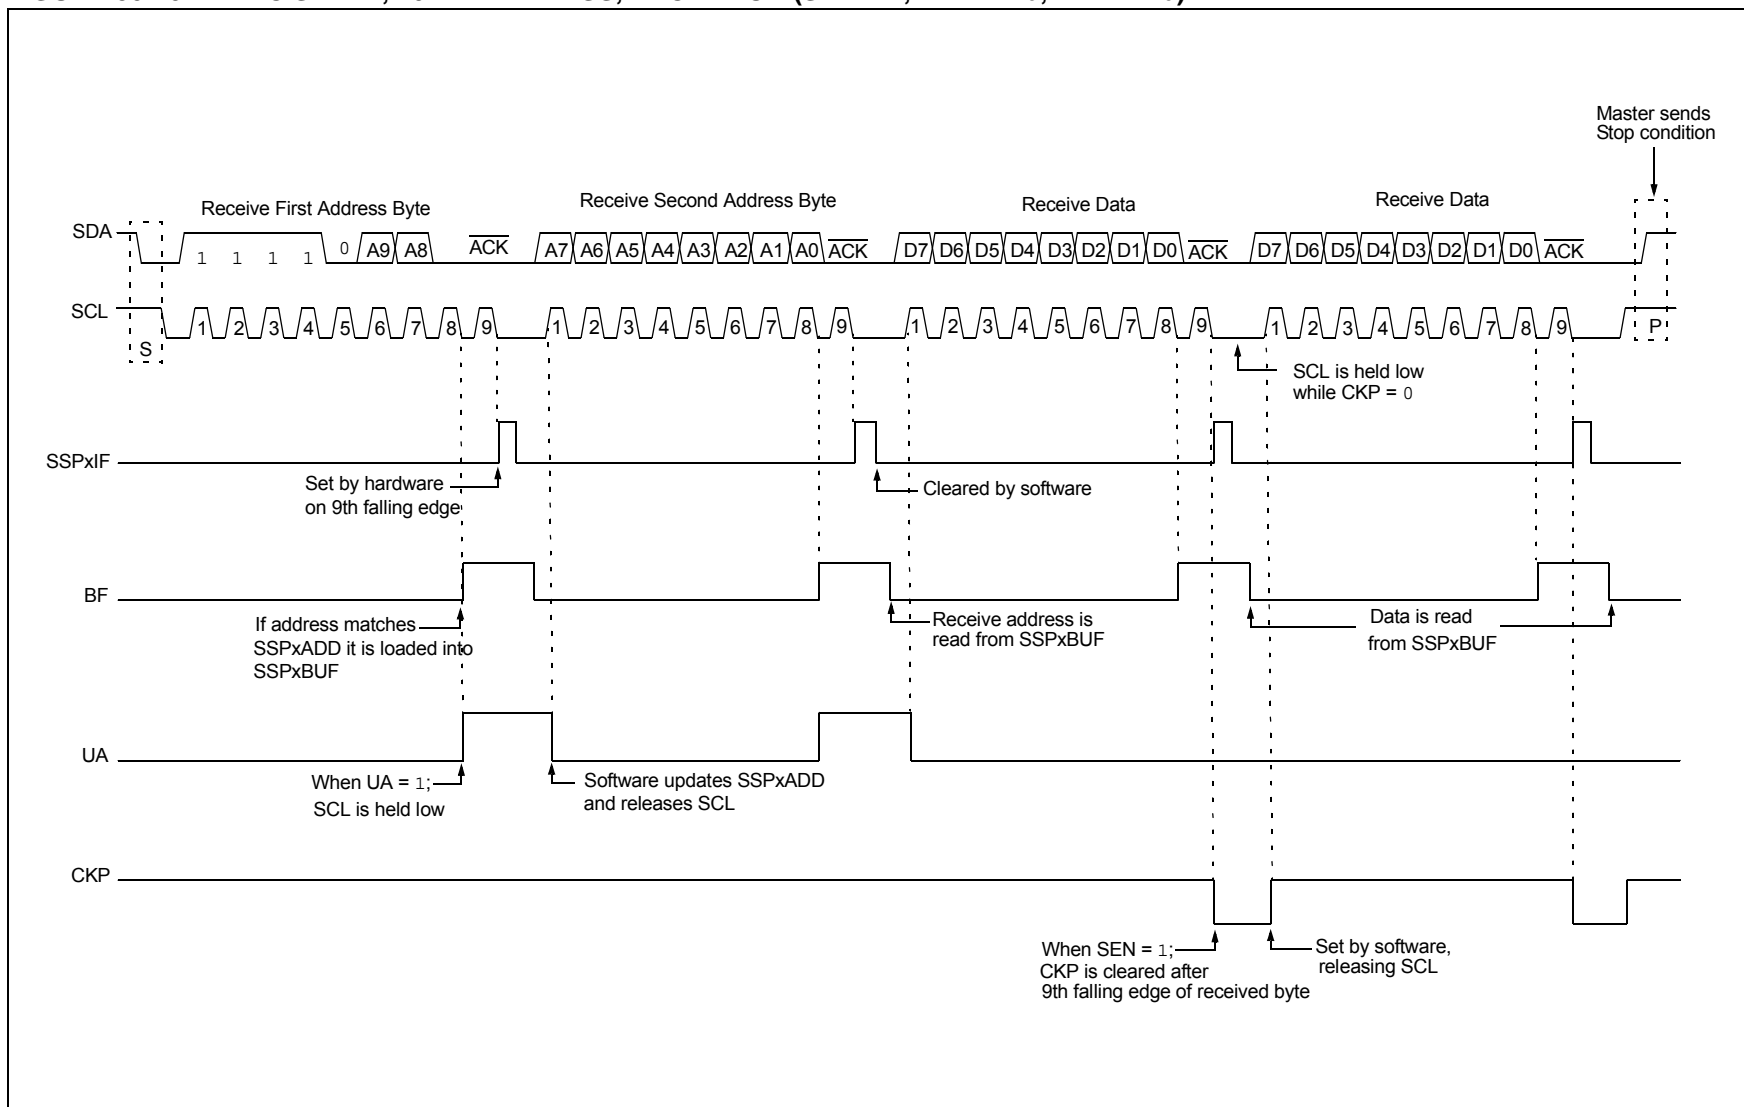 Master sends
Stop condition
Receive First Address Byte
Receive Second Address Byte
Receive Data
Receive Data
SDA
1 1 1 1 0 A9 A8 ACK A7 A6 A5 A4 A3 A2 A1 A0 ACK D7 D6 D5 D4 D3 D2 D1 D0 ACK D7 D6 D5 D4 D3 D2 D1 D0 ACK
SCL
S 1 2 3 4 5 6 7 8 9 1 2 3 4 5 6 7 8 9 1 2 3 4 5 6 7 8 9 1 2 3 4 5 6 7 8 9 P
SCL is held low
while CKP = 0
SSPxIF
Set by hardware
on 9th falling edge
Cleared by software
BF
If address matches
SSPxADD it is loaded into
SSPxBUF
Receive address is
read from SSPxBUF
Data is read
from SSPxBUF
UA
When UA = 1;
SCL is held low
Software updates SSPxADD
and releases SCL
CKP
When SEN = 1;
CKP is cleared after
9th falling edge of received byte
Set by software,
releasing SCL